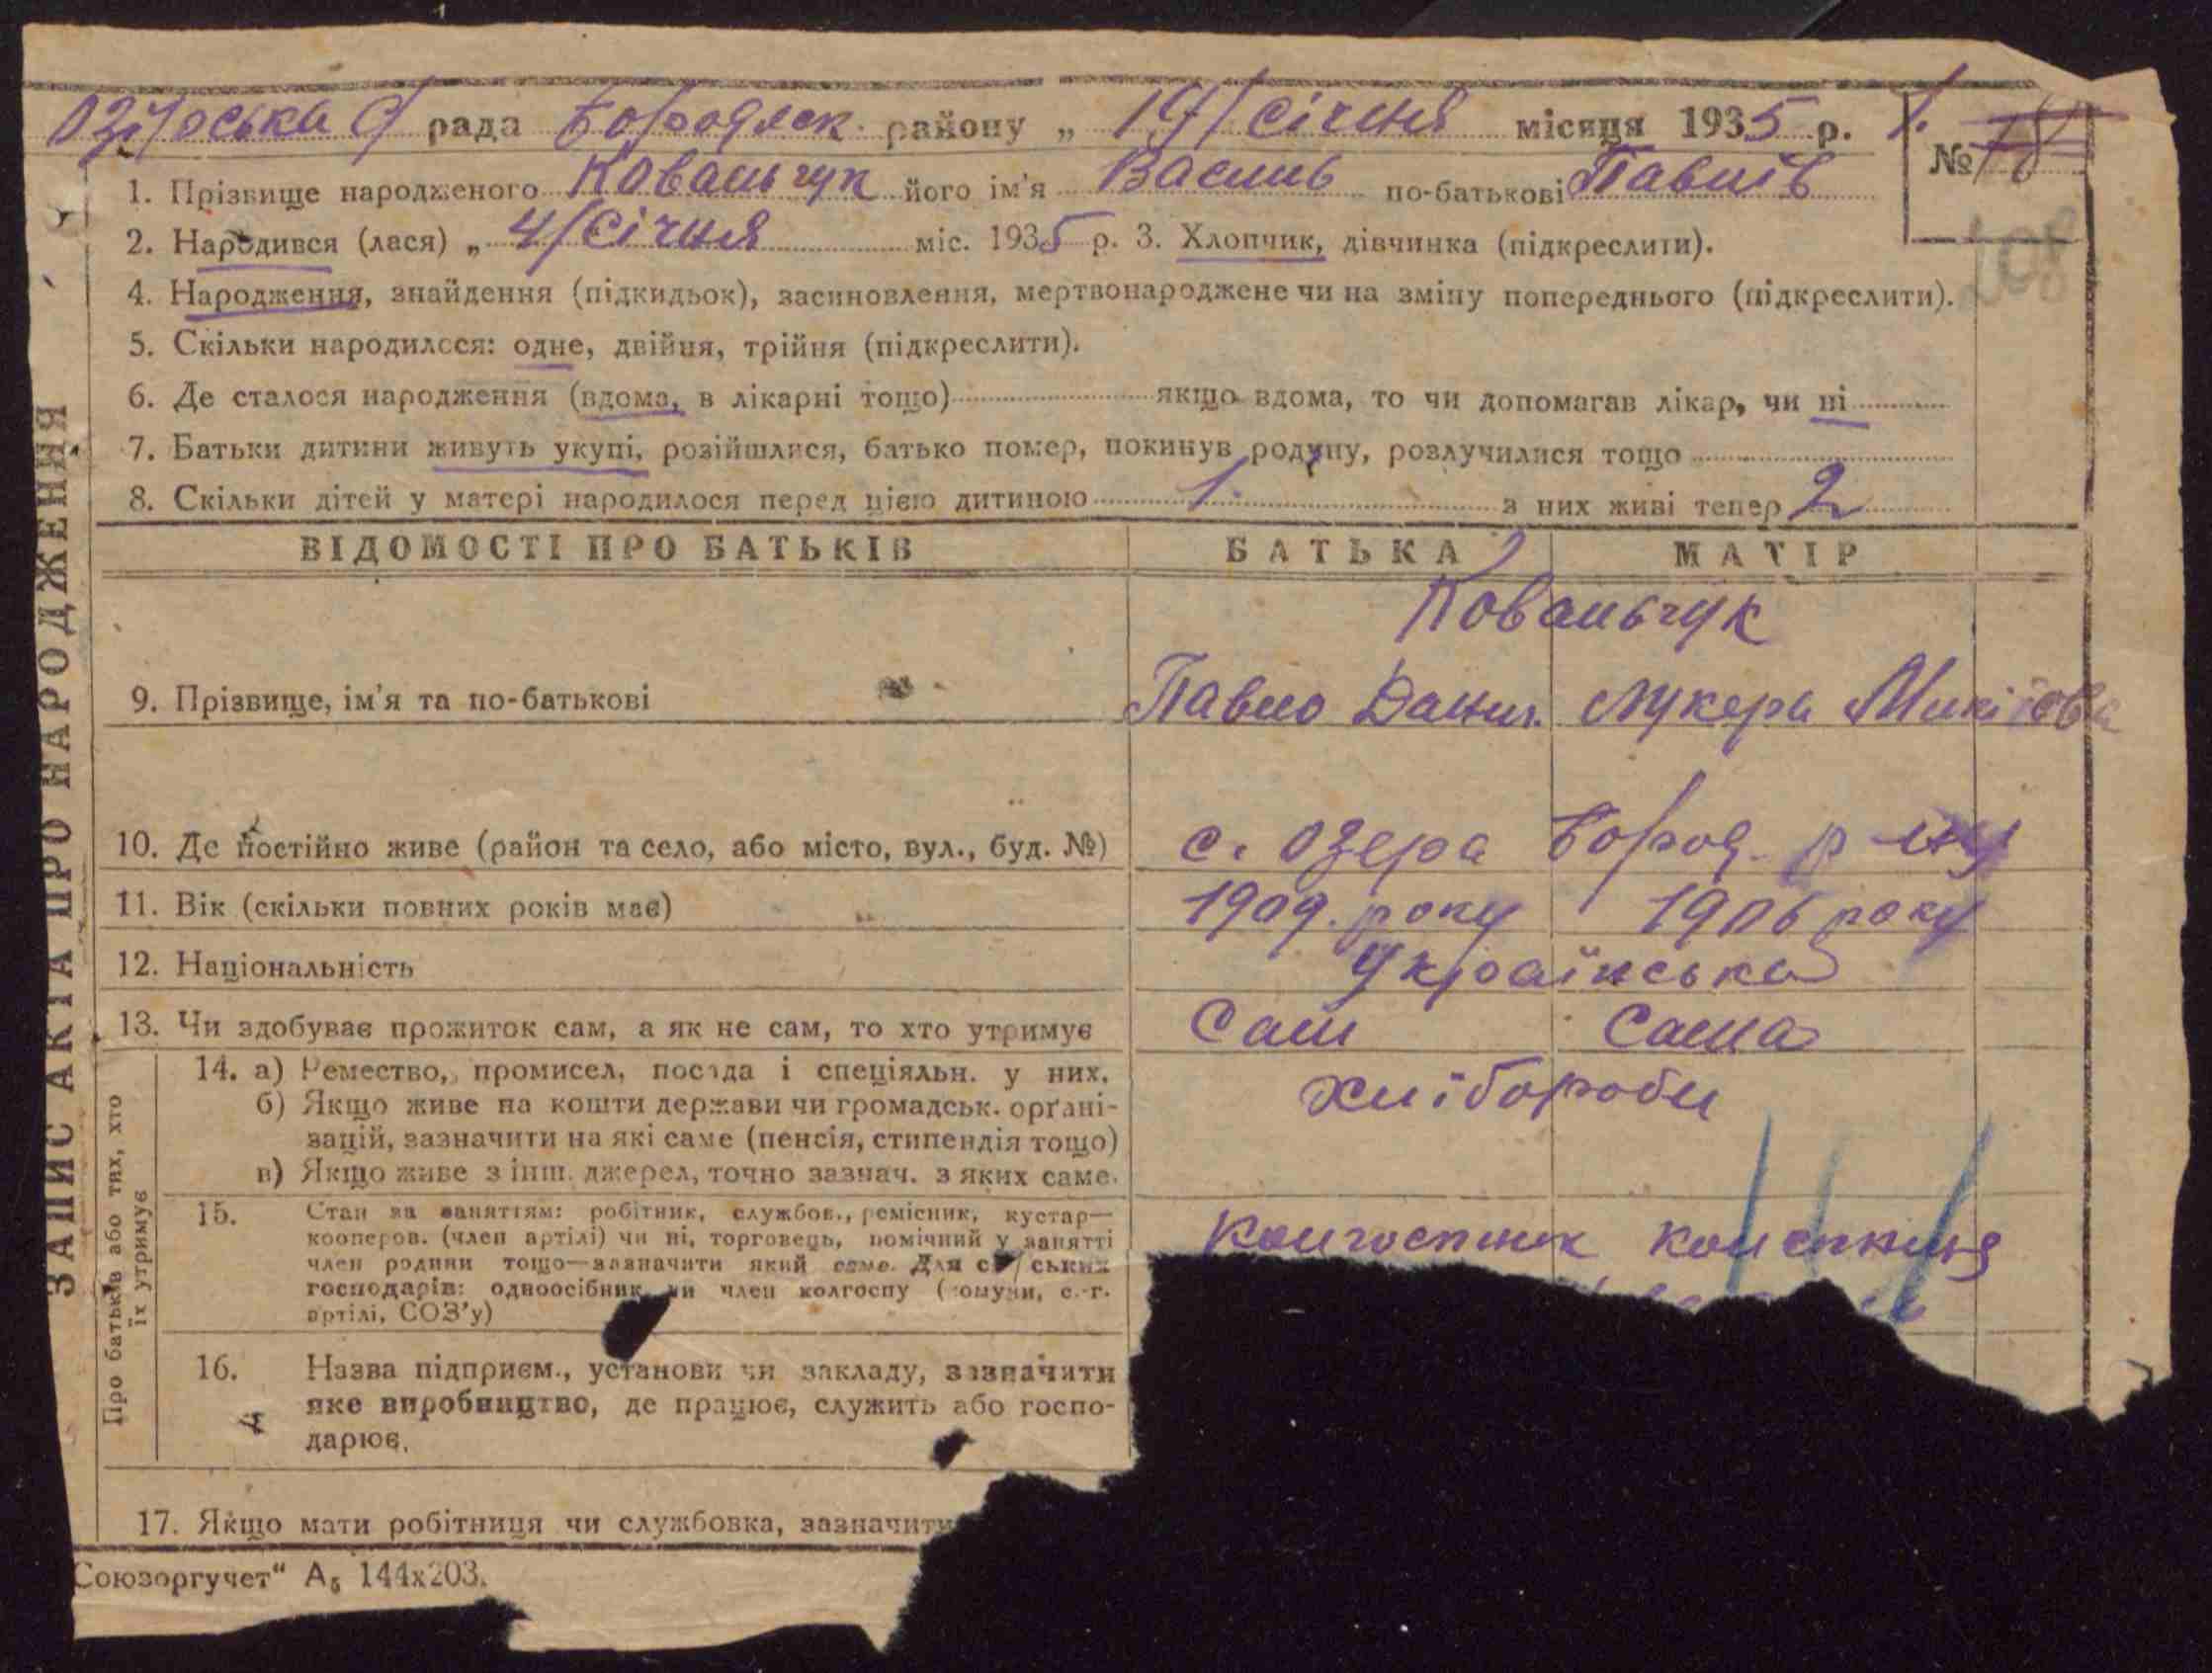 рада Бородяск. району „ 19/Січня місяця 1935 р. 1.
№ 18
1. Прізвище народженого Ковальчук його ім'я Василь по-батькові Павлів
108
2. Народився (лася) „ 4/Січня міс. 1935 р. 3. Хлопчик, дівчинка (підкреслити).
4. Народження, знайдення (підкидьок), засиновлення, мертвонароджене чи на зміну попереднього (підкреслити).
5. Скільки народилося: одне, двійня, трійня (підкреслити).
6. Де сталося народження (вдома, в лікарні тощо) якщо вдома, то чи допомагав лікар, чи ні
7. Батьки дитини живуть укупі, розійшлися, батько помер, покинув родину, розлучилися тощо
8. Скільки дітей у матері народилося перед цією дитиною 1. з них живі тепер 2
ЗАПИС АКТА ПРО НАРОДЖЕННЯ
ВІДОМОСТІ ПРО БАТЬКІВ БАТЬКА МАТІР
Ковальчук
9. Прізвище, ім'я та по-батькові Павло Данил. Лукера Микітова
10. Де постійно живе (район та село, або місто, вул., буд. №) с. Озера Бород. р-ну
11. Вік (скільки повних років має) 1909. року 1906 року
12. Національність Українська
13. Чи здобуває прожиток сам, а як не сам, то хто утримує Сам Сама
Про батьків або тих, хто
їх утримує
14. а) Ремество, промисел, посада і спеціяльн. у них.
Хлібороби
б) Якщо живе на кошти держави чи громадськ. орґані-
зацій, зазначити на які саме (пенсія, стипендія тощо)
в) Якщо живе з інш. джерел, точно зазнач. з яких саме.
15. Стан за заняттям: робітник, службов., ремісник, кустар—
кооперов. (член артілі) чи ні, торговець, помічний у занятті
Колгоспник
член родини тощо—зазначити який саме. Для сільських
господарів: одноосібник чи член колгоспу (комуни, с.-г.
артілі, СОЗ'у)
16. Назва підприєм., установи чи закладу, зазначити
яке виробництво, де працює, служить або госпо-
дарює.
17. Якщо мати робітниця чи службовка, зазначити
Союзоргучет" А5 144х203.